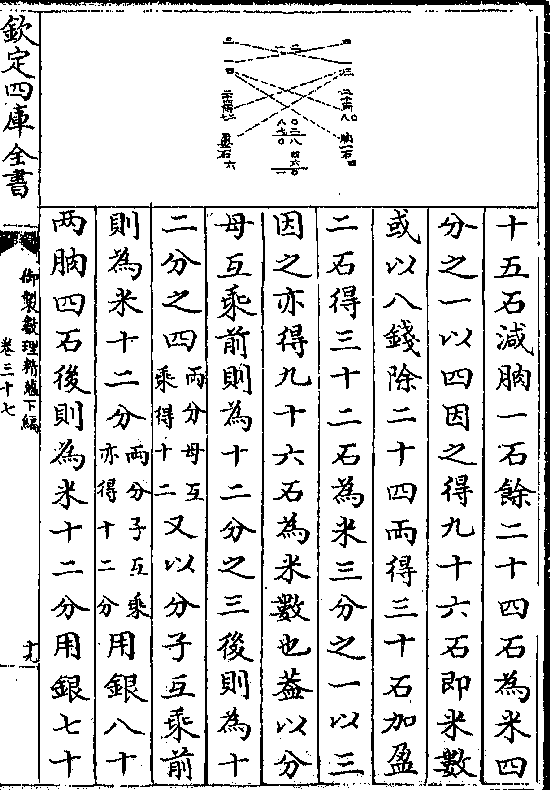 十五石減朒一石餘二十四石為米四
分之一以四因之得九十六石即米數
或以八錢除二十四兩得三十石加盈
二石得三十二石為米三分之一以三
因之亦得九十六石為米數也葢以分
母互乘前則為十二分之三後則為十
二分之四兩分母互乘得十二又以分子互乘前
則為米十二分兩分子互乘亦得十二分用銀八十
两朒四石後則為米十二分用銀七十
欽定四庫全書
御製數理精藴下編
卷三十七